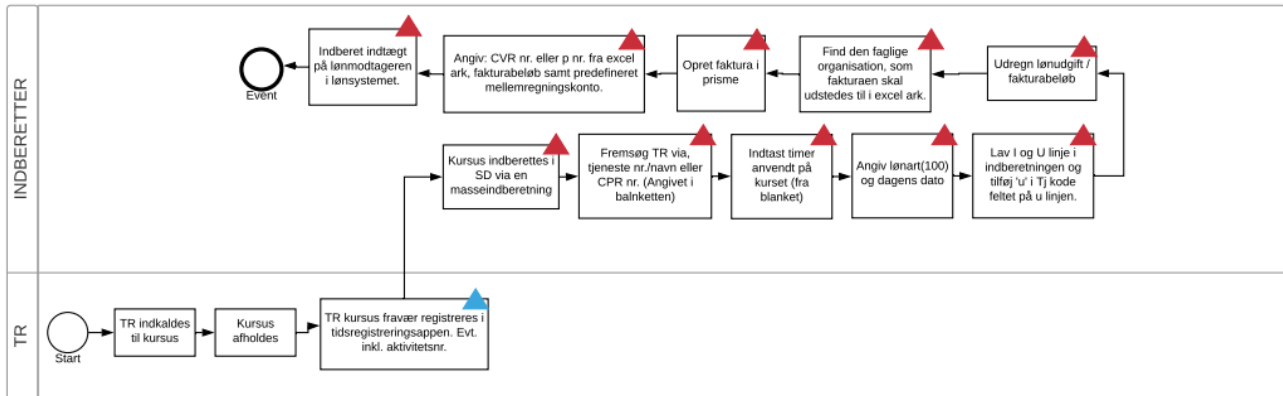 INDBERETTER
Event
Indberet indtægt
på lønmodtageren
i lønsystemet.
Angiv: CVR nr. eller p nr. fra excel
ark, fakturabeløb samt predefineret
mellemregningskonto.
Opret faktura i
prisme
Find den faglige
organisation, som
fakturaen skal
udstedes til i excel ark.
Udregn lønudgift /
fakturabeløb
Kursus indberettes i
SD via en
masseindberetning
Fremsøg TR via,
tjeneste nr./navn eller
CPR nr. (Angivet i
balnketten)
Indtast timer
anvendt på
kurset (fra
blanket)
Angiv lønart(100)
og dagens dato
Lav I og U linje i
indberetningen og
tilføj 'u' i Tj kode
feltet på u linjen.
TR
Start
TR indkaldes
til kursus
Kursus
afholdes
TR kursus fravær registreres i
tidsregistreringsappen. Evt.
inkl. aktivitetsnr.